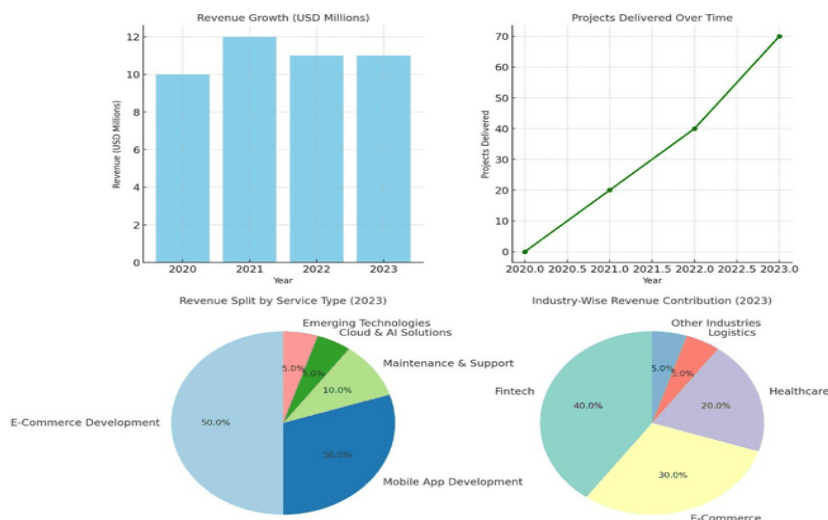 Revenue Growth (USD Millions)
Revenue (USD Millions)
12
10
8
6
4
2
0
2020 2021 2022 2023
Year
Projects Delivered Over Time
Projects Delivered
70
60
50
40
30
20
10
0
2020.0 2020.5 2021.0 2021.5 2022.0 2022.5 2023.0
Year
Revenue Split by Service Type (2023)
Emerging Technologies
Cloud & AI Solutions
Maintenance & Support
E-Commerce Development
Mobile App Development
5.0%
5.0%
10.0%
50.0%
30.0%
Industry-Wise Revenue Contribution (2023)
Other Industries
Logistics
Fintech
Healthcare
E-Commerce
5.0%
5.0%
40.0%
20.0%
30.0%